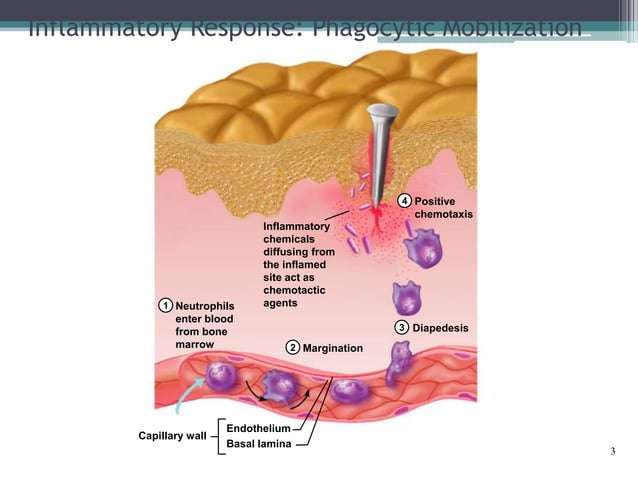 Inflammatory Response: Phagocytic Mobilization
4 Positive
chemotaxis
Inflammatory
chemicals
diffusing from
the inflamed
site act as
chemotactic
agents
1 Neutrophils
enter blood
from bone
marrow
3 Diapedesis
2 Margination
Capillary wall
Endothelium
Basal lamina
3